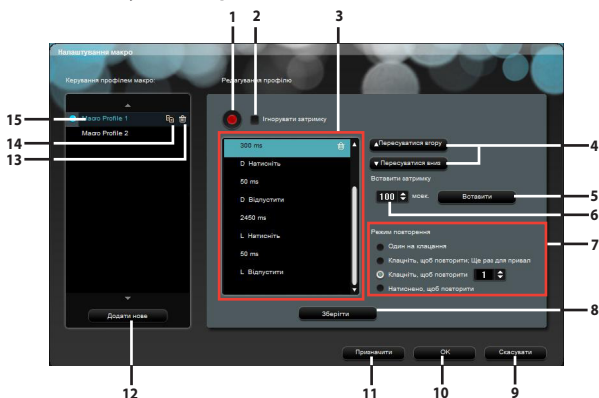 1 2 3
Налаштування макро
Керування профілем макро: Редагування профілю
15 Macro Profile 1
14 Macro Profile 2
13
Ігнорувати затримку
300 ms
D Натисніть
50 ms
D Відпустити
2450 ms
L Натисніть
50 ms
L Відпустити
▲Пересуватися вгору
▼Пересуватися вниз
4
Вставити затримку
100 мсек. Вставити 5
6
Режим повторення
7
Один на клацання
Клацніть, щоб повторити; Ще раз для привал
Клацніть, щоб повторити 1
Натиснено, щоб повторити
Додати нове Зберігти 8
Призначити OK Скасувати
12 11 10 9